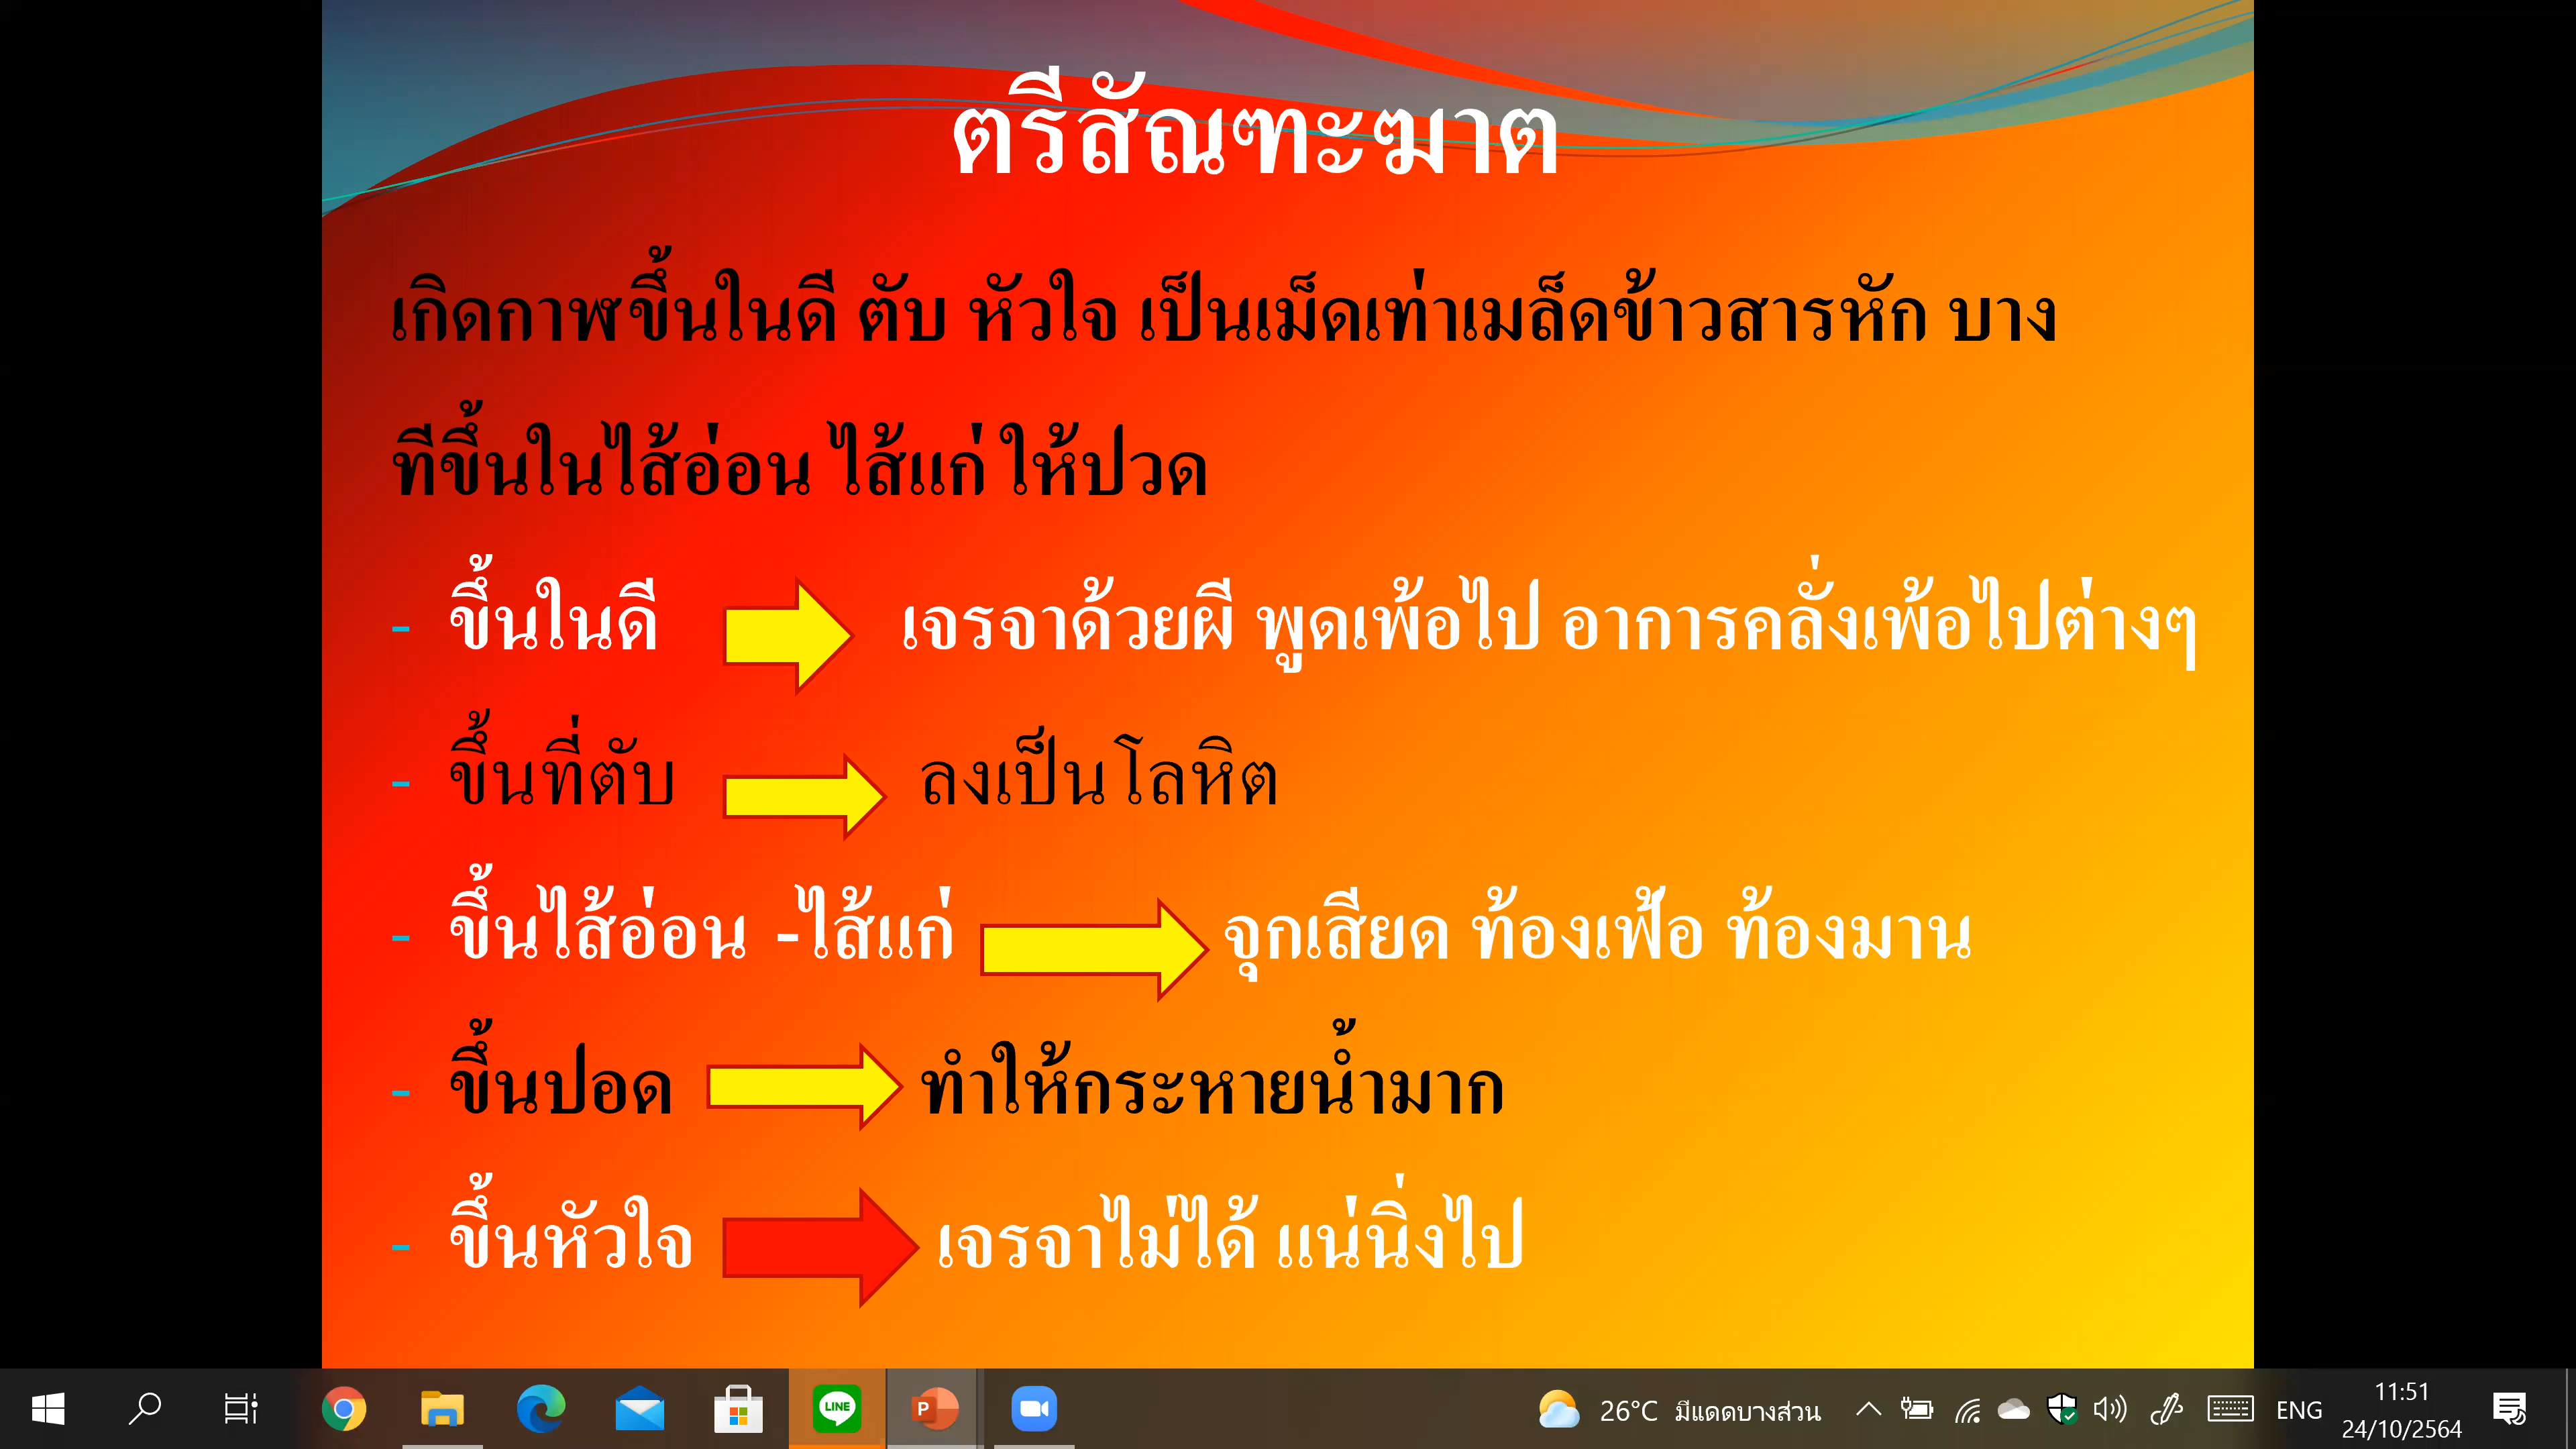 ตรีสัณฑะฆาต
เกิดกาฬขึ้นในดี ตับ หัวใจ เป็นเม็ดเท่าเมล็ดข้าวสารหัก บาง
ทีขึ้นในไส้อ่อน ไส้แก่ ให้ปวด
- ขึ้นในดี เจรจาด้วยผี พูดเพ้อไป อาการคลั่งเพ้อไปต่างๆ
- ขึ้นที่ตับ ลงเป็นโลหิต
- ขึ้นไส้อ่อน -ไส้แก่ จุกเสียด ท้องเฟ้อ ท้องมาน
- ขึ้นปอด ทำให้กระหายน้ำมาก
- ขึ้นหัวใจ เจรจาไม่ได้ แน่นิ่งไป
LINE
P
26°C มีแดดบางส่วน
ENG
11:51
24/10/2564